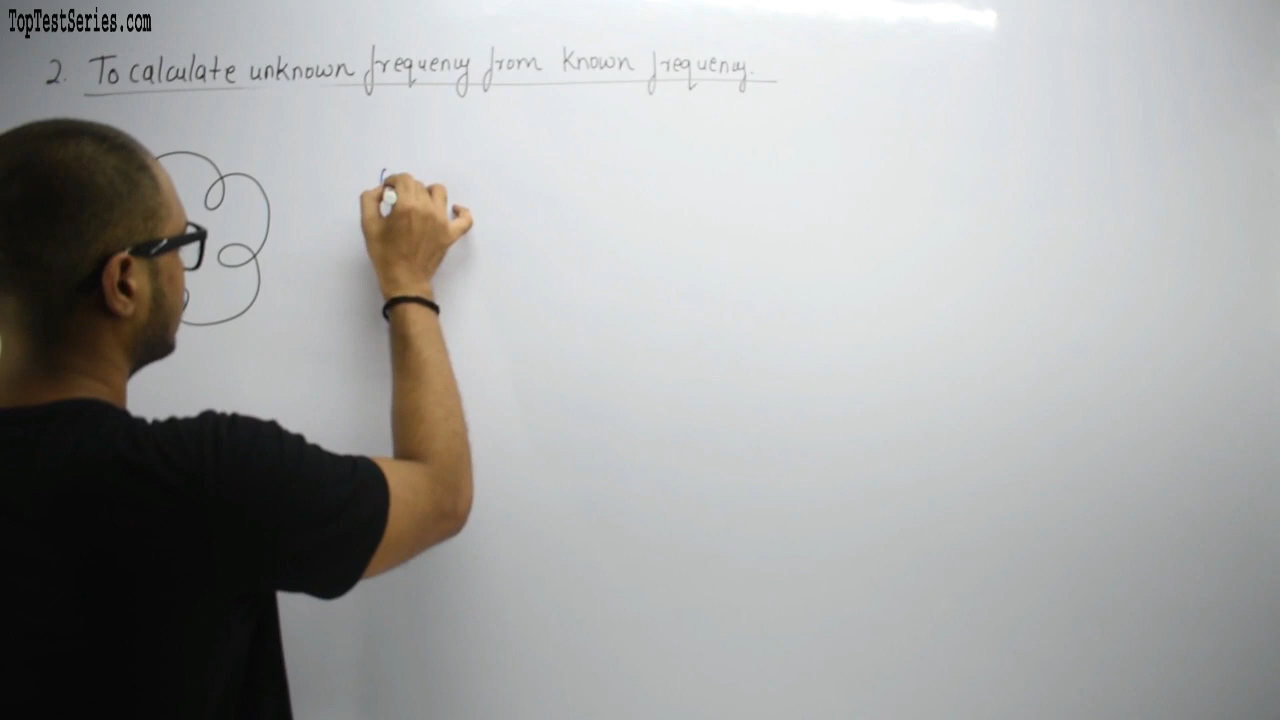 TopTestSeries.com
2. To calculate unknown frequency from known frequency.